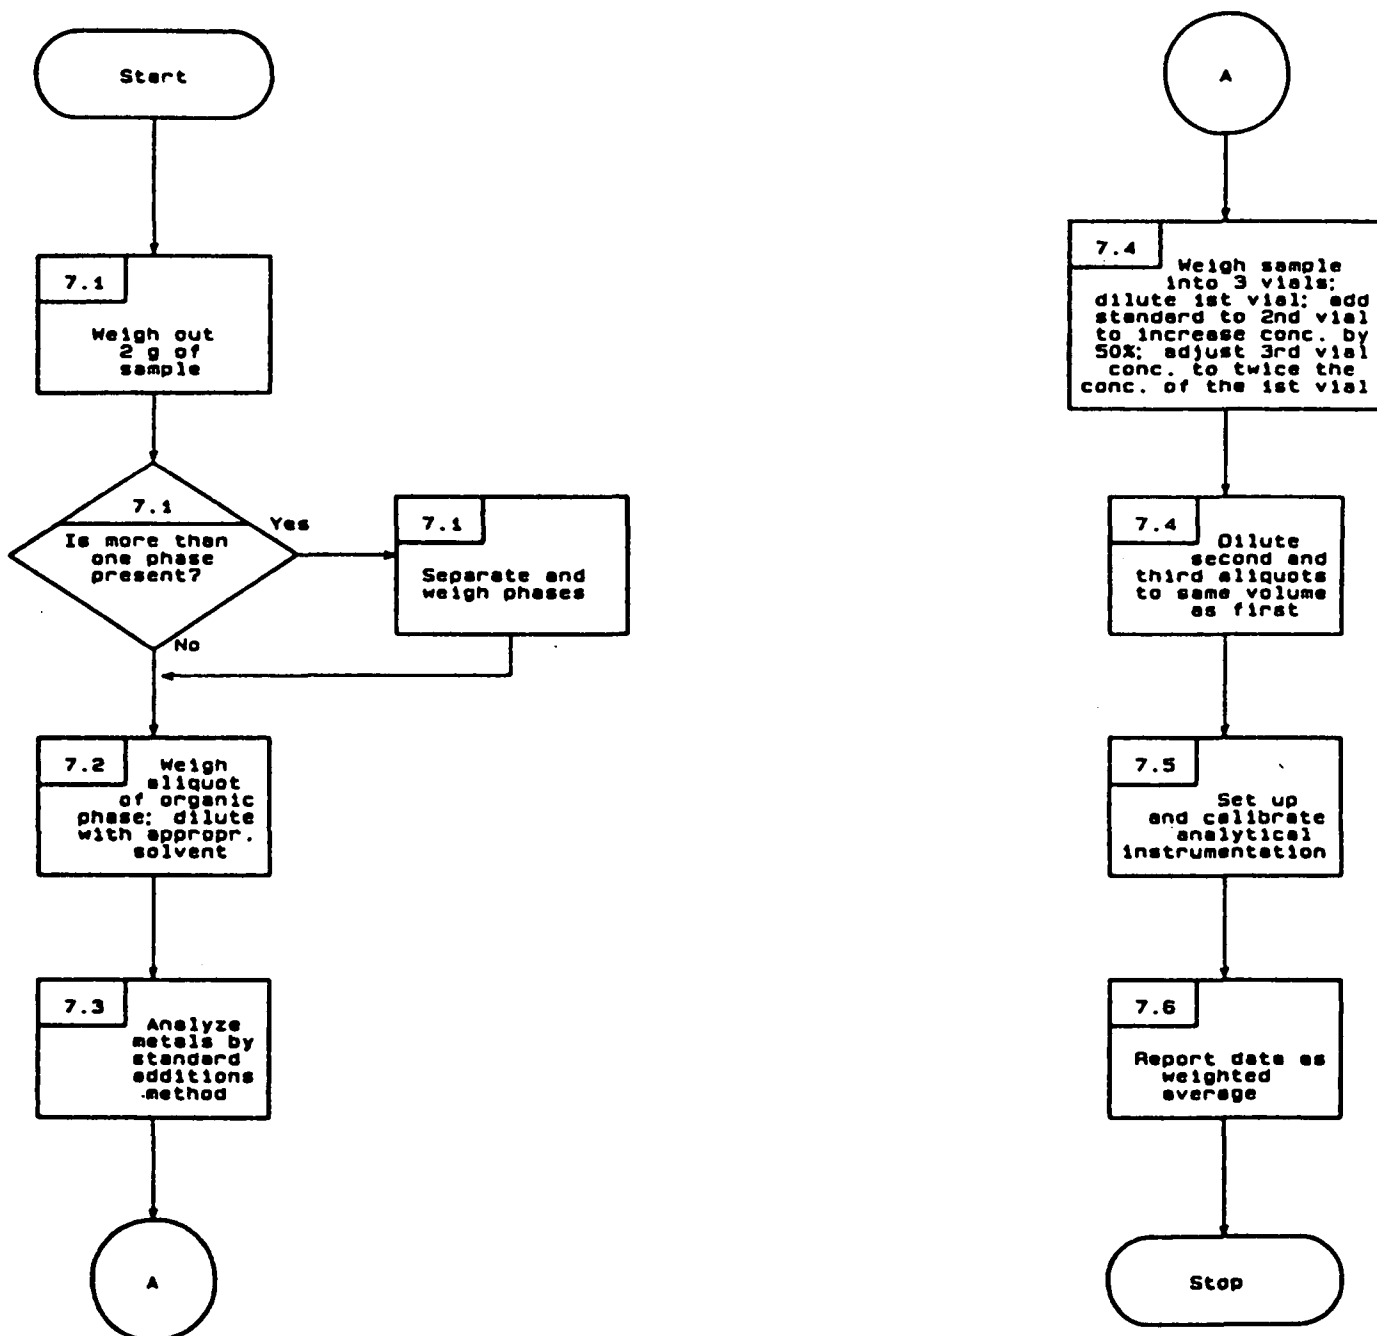 Start
7.1
Weigh out
2 g of
sample
7.1
Is more than
one phase
present?
Yes
No
7.1
Separate and
weigh phases
7.2
Weigh
aliquot
of organic
phase; dilute
with appropr.
solvent
7.3
Analyze
metals by
standard
additions
method
A
A
7.4
Weigh sample
into 3 vials;
dilute 1st vial; add
standard to 2nd vial
to increase conc. by
50%; adjust 3rd vial
conc. to twice the
conc. of the 1st vial
7.4
Dilute
second and
third aliquots
to same volume
as first
7.5
Set up
and calibrate
analytical
instrumentation
7.6
Report data as
weighted
average
Stop